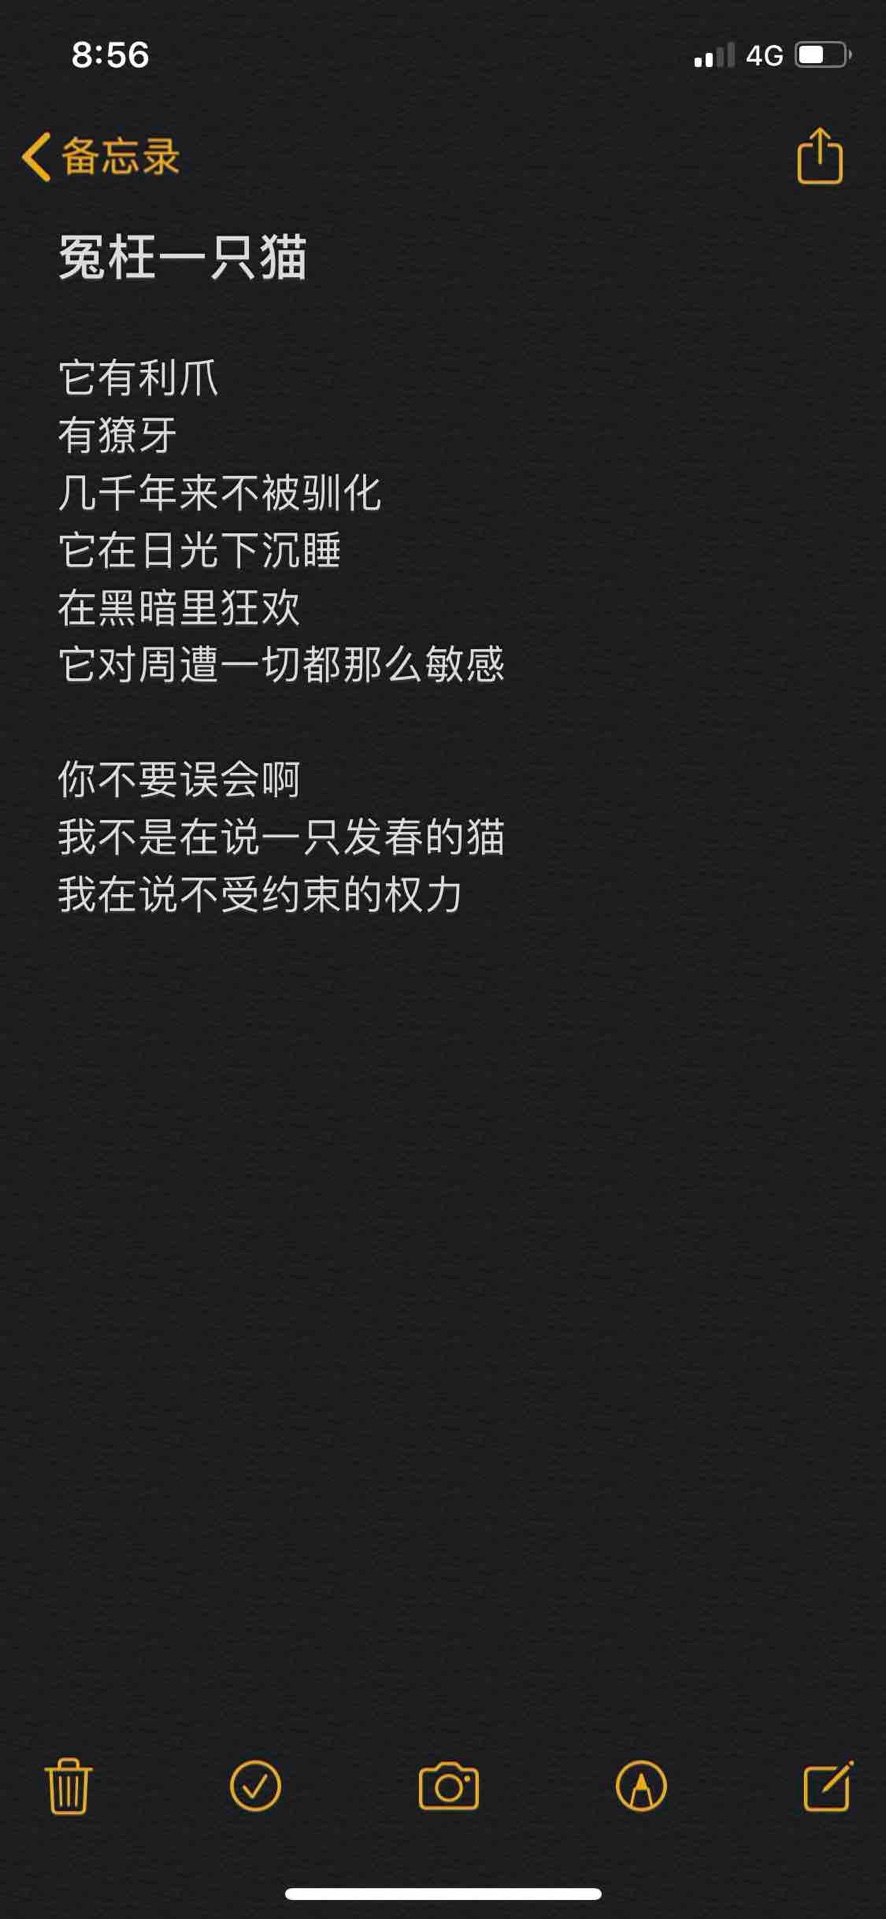 8:56
4G
备忘录
冤枉一只猫
它有利爪
有獠牙
几千年来不被驯化
它在日光下沉睡
在黑暗里狂欢
它对周遭一切都那么敏感
你不要误会啊
我不是在说一只发春的猫
我在说不受约束的权力